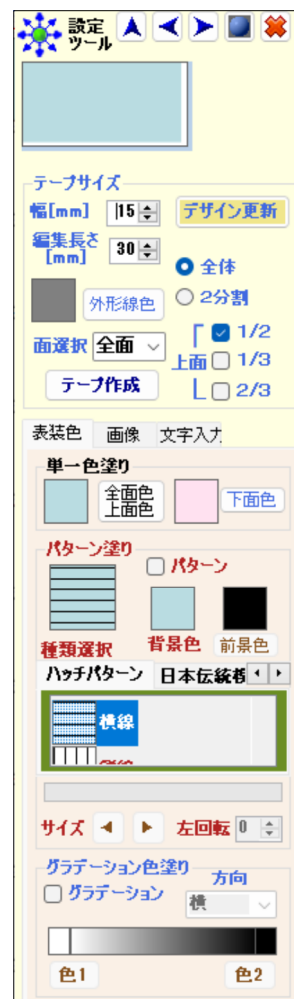 設定
ツール
テープサイズ
幅[mm] 15 デザイン更新
編集長さ
[mm] 30
全体
外形線色 2分割
面選択 全面
上面 1/2
1/3
テープ作成 2/3
表装色 画像 文字入力
単一色塗り
全面色
上面色 下面色
パターン塗り
パターン
種類選択 背景色 前景色
ハッチパターン 日本伝統
横線
サイズ 左回転 0
グラデーション色塗り
方向
グラデーション 横
色1 色2